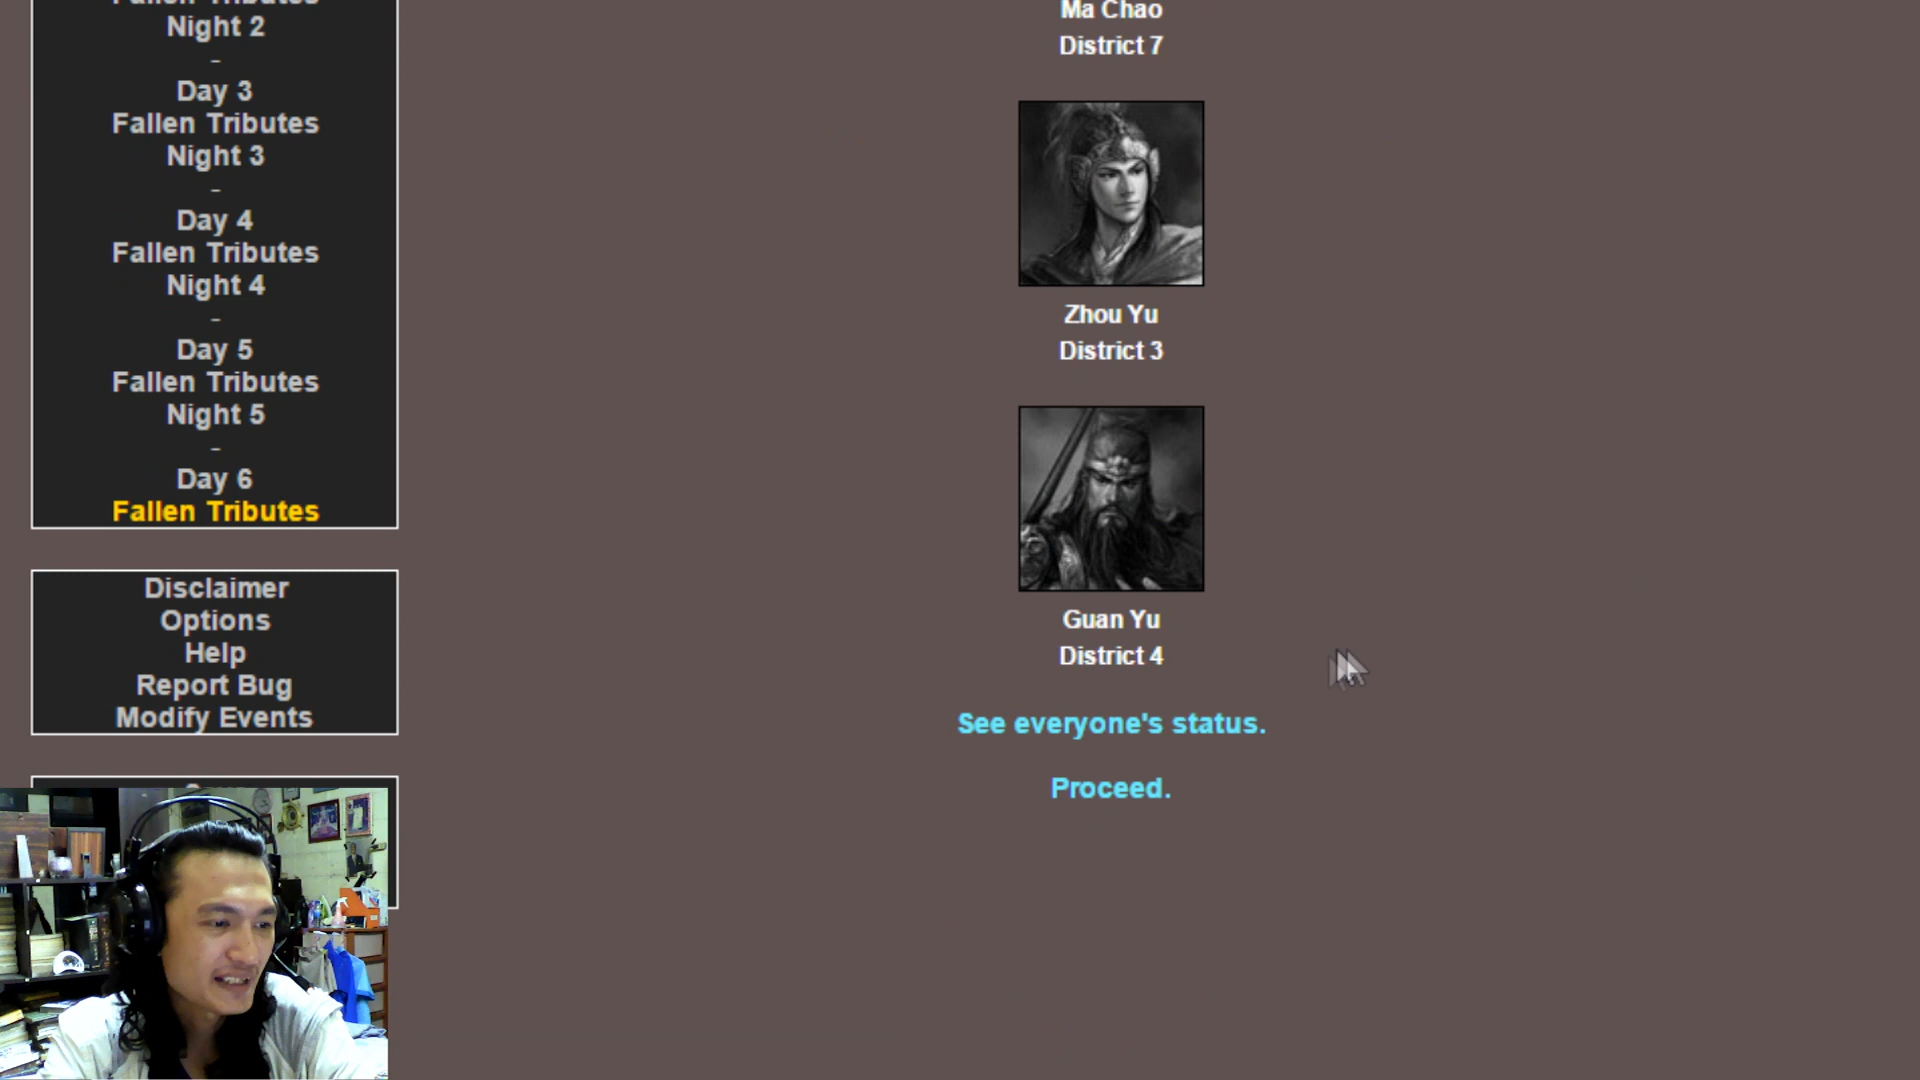 Fallen Tributes
Night 2
-
Day 3
Fallen Tributes
Night 3
-
Day 4
Fallen Tributes
Night 4
-
Day 5
Fallen Tributes
Night 5
-
Day 6
Fallen Tributes
Disclaimer
Options
Help
Report Bug
Modify Events
Ma Chao
District 7
Zhou Yu
District 3
Guan Yu
District 4
See everyone's status.
Proceed.